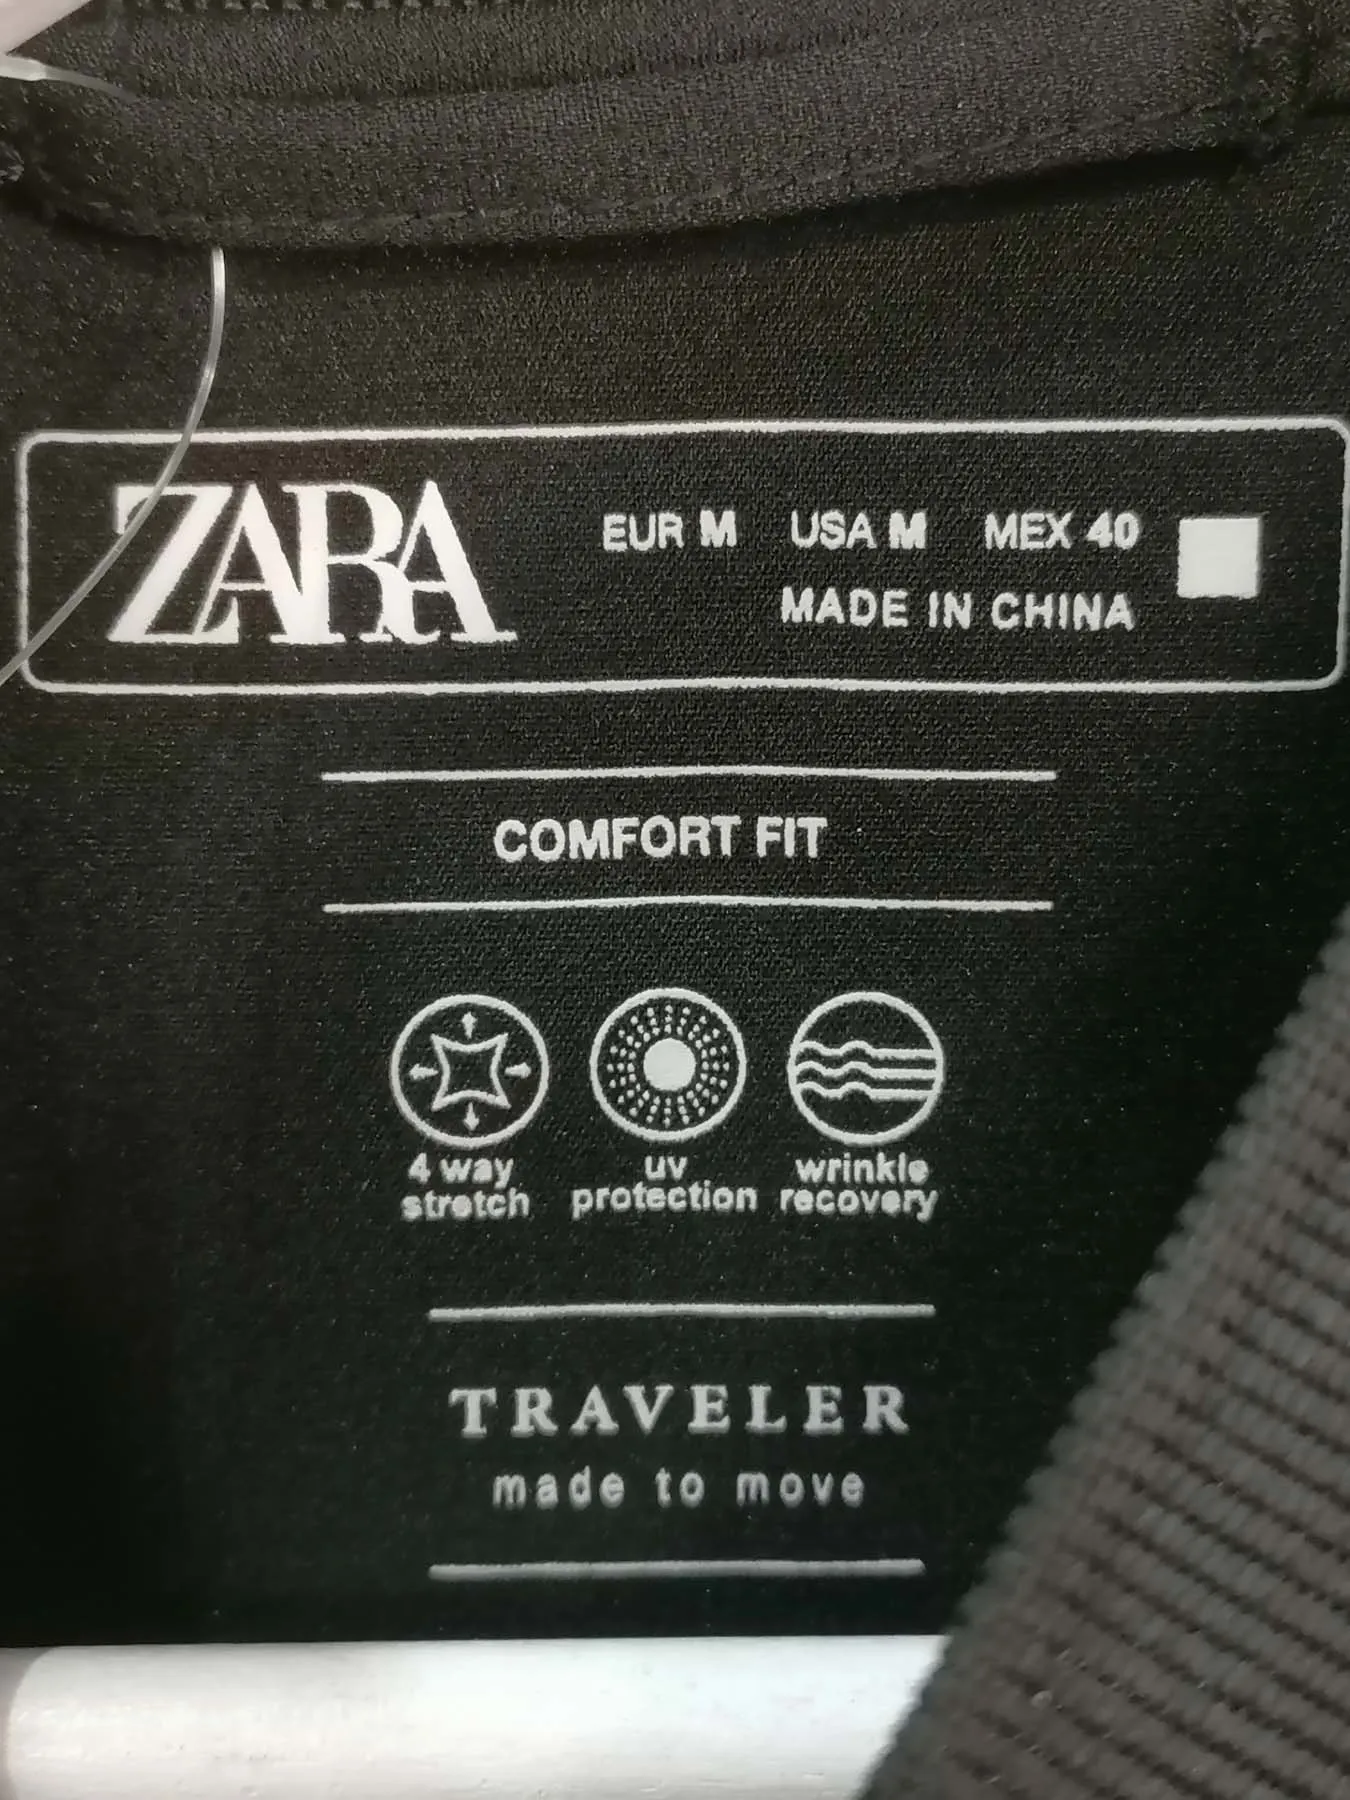 ZARA
EUR M USA M MEX 40
MADE IN CHINA
COMFORT FIT
4 way
stretch
uv
protection
wrinkle
recovery
TRAVELER
made to move